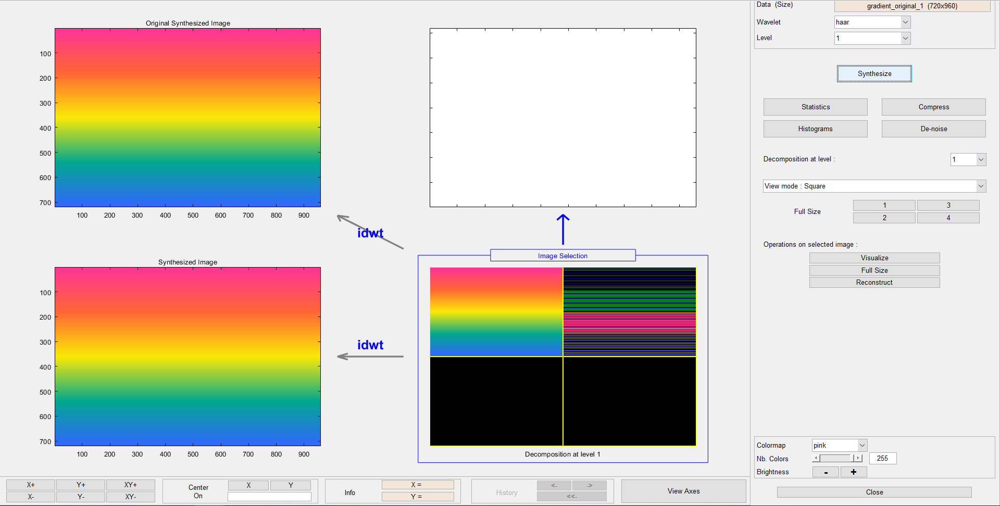 Original Synthesized Image
100
200
300
400
500
600
700
100 200 300 400 500 600 700 800 900
idwt
Synthesized Image
100
200
300
400
500
600
700
100 200 300 400 500 600 700 800 900
idwt
Image Selection
Decomposition at level 1
Data (Size) gradient_original_1 (720x960)
Wavelet haar
Level 1
Synthesize
Statistics Compress
Histograms De-noise
Decomposition at level : 1
View mode : Square
Full Size 1 3
2 4
Operations on selected image :
Visualize
Full Size
Reconstruct
Colormap pink
Nb. Colors 255
Brightness - +
Close
X+ Y+ XY+
X- Y- XY-
Center
On
X Y
Info
X =
Y =
History
<- ->
<<-
View Axes